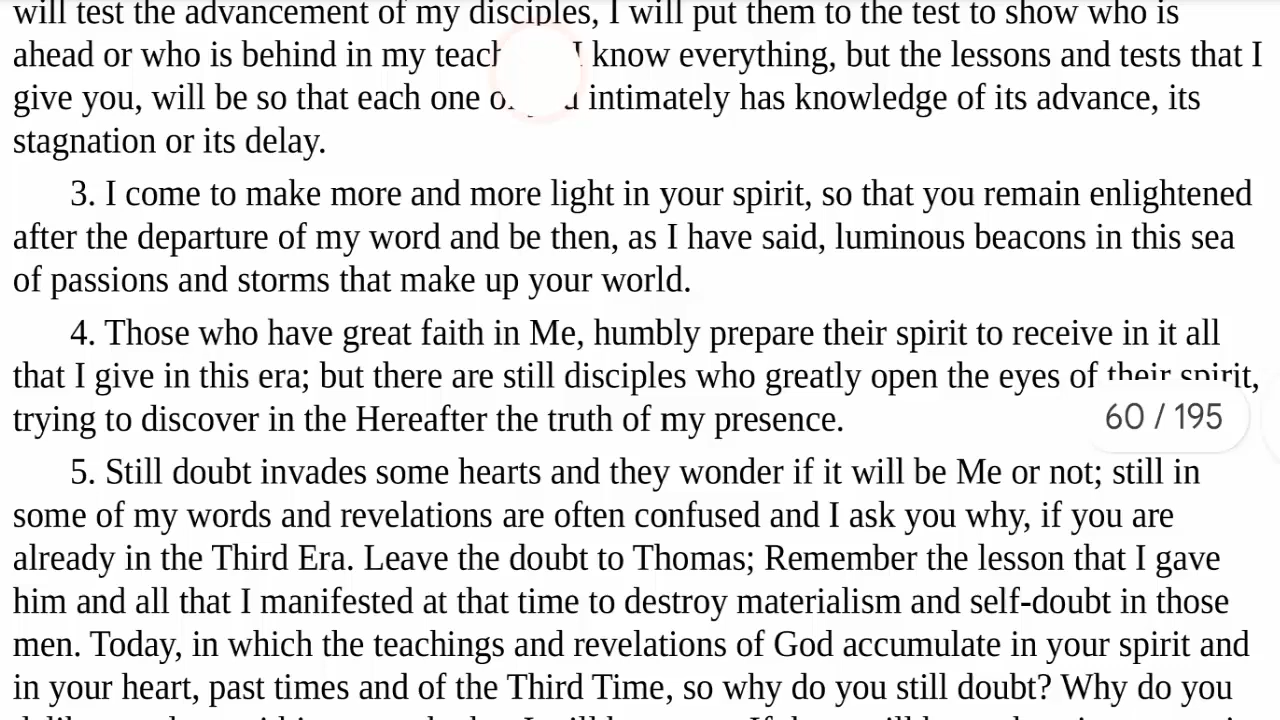 will test the advancement of my disciples, I will put them to the test to show who is
ahead or who is behind in my I know everything, but the lessons and tests that I
give you, will be so that each one intimately has knowledge of its advance, its
stagnation or its delay.
3. I come to make more and more light in your spirit, so that you remain enlightened
after the departure of my word and be then, as I have said, luminous beacons in this sea
of passions and storms that make up your world.
4. Those who have great faith in Me, humbly prepare their spirit to receive in it all
that I give in this era; but there are still disciples who greatly open the eyes of their spirit,
trying to discover in the Hereafter the truth of my presence.
60 / 195
5. Still doubt invades some hearts and they wonder if it will be Me or not; still in
some of my words and revelations are often confused and I ask you why, if you are
already in the Third Era. Leave the doubt to Thomas; Remember the lesson that I gave
him and all that I manifested at that time to destroy materialism and self-doubt in those
men. Today, in which the teachings and revelations of God accumulate in your spirit and
in your heart, past times and of the Third Time, so why do you still doubt? Why do you